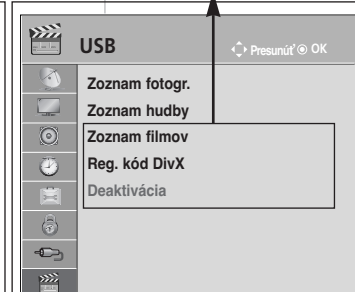 USB
Presunúť OK
Zoznam fotogr.
Zoznam hudby
Zoznam filmov
Reg. kód DivX
Deaktivácia